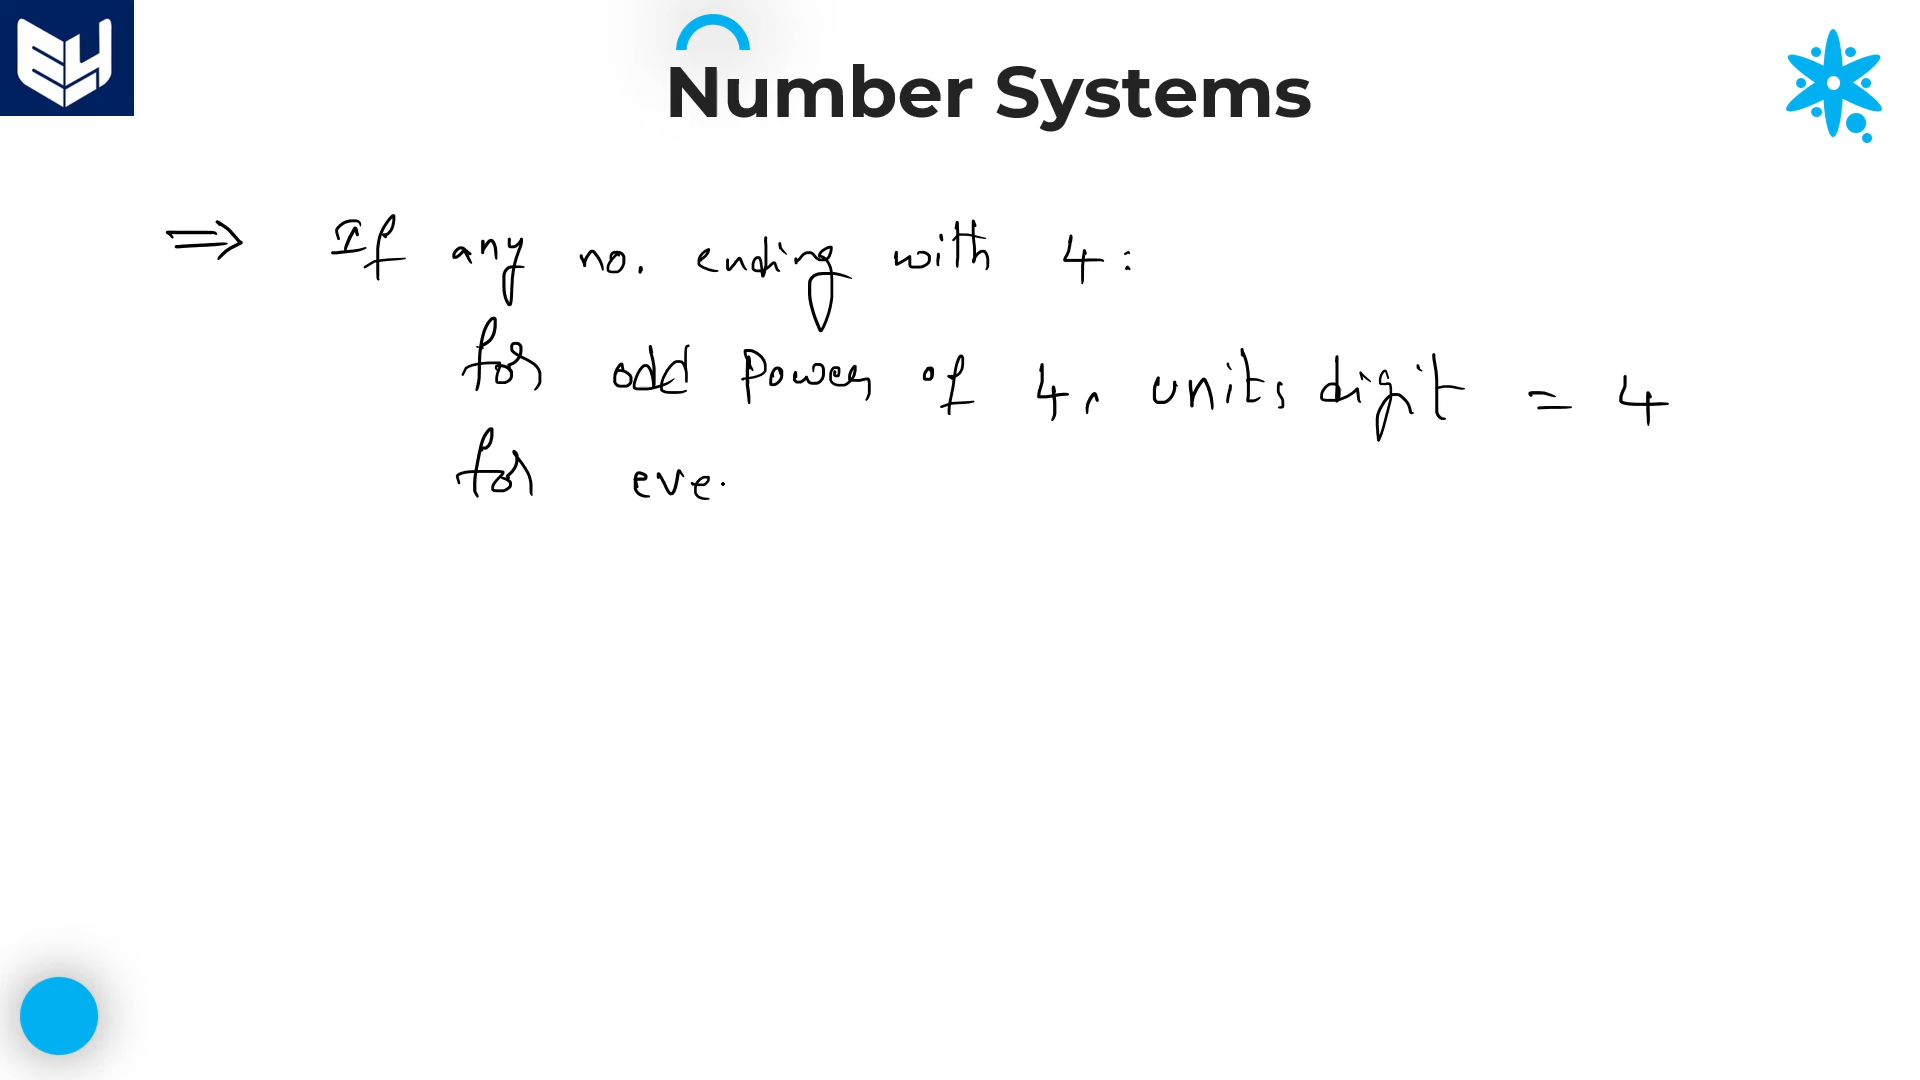 Number Systems
⇒ If any no. ending with 4:
for odd Power of 4, units digit = 4
for eve